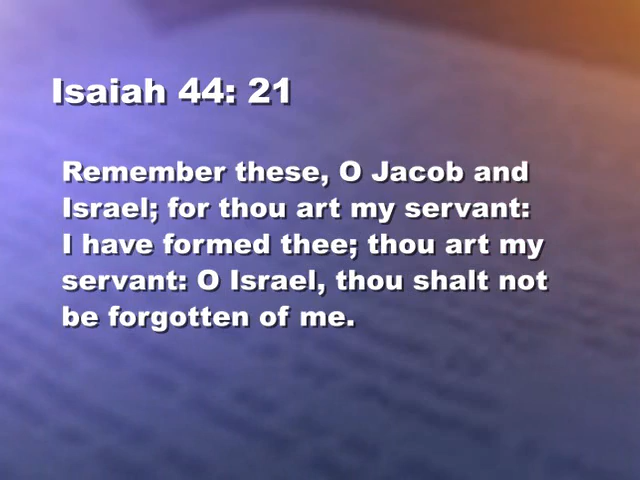 Isaiah 44: 21
Remember these, O Jacob and
Israel; for thou art my servant:
I have formed thee; thou art my
servant: O Israel, thou shalt not
be forgotten of me.